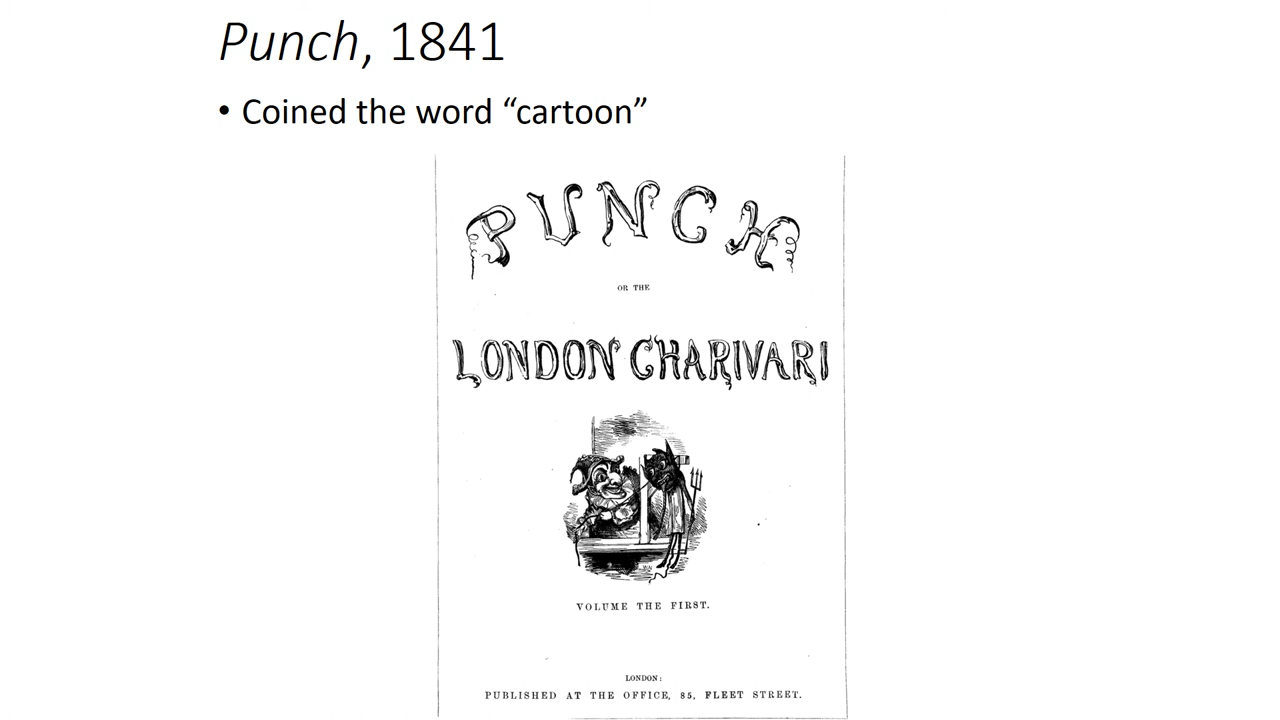 Punch, 1841
• Coined the word “cartoon”
PUNCH
OR THE
LONDON CHARIVARI
VOLUME THE FIRST.
LONDON:
PUBLISHED AT THE OFFICE, 85, FLEET STREET.